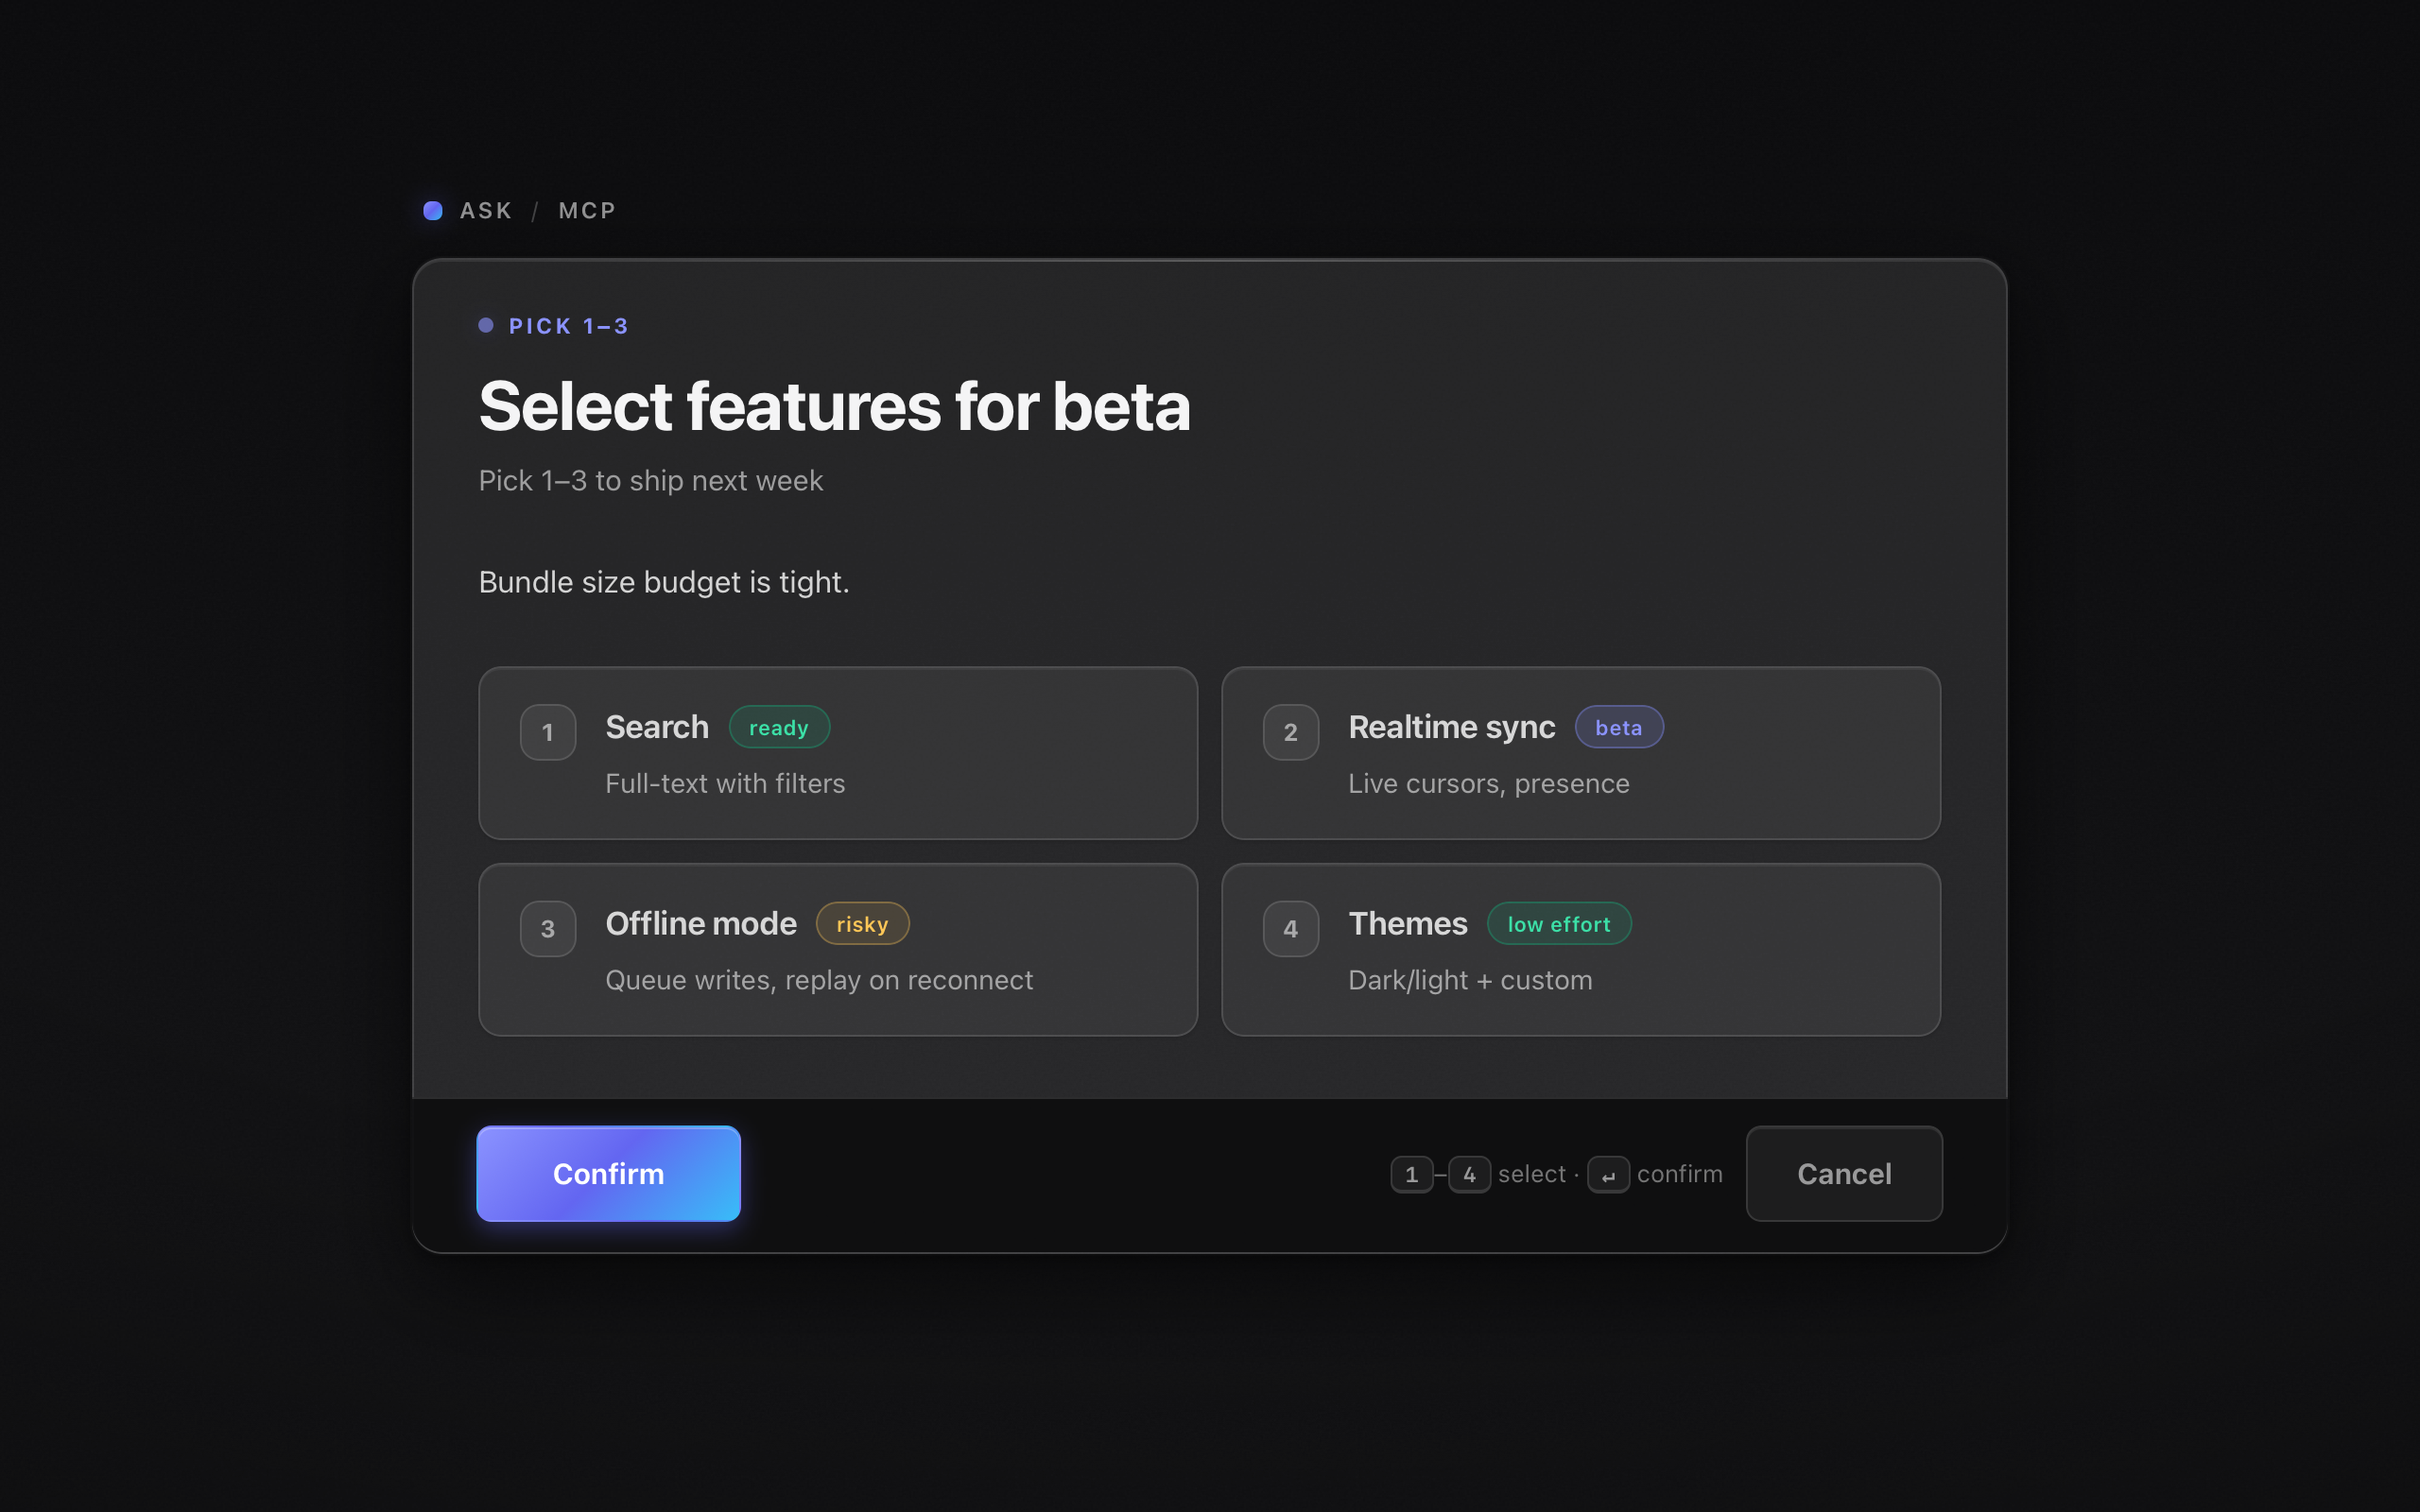 ASK / MCP
PICK 1–3
Select features for beta
Pick 1–3 to ship next week
Bundle size budget is tight.
1 Search ready
Full-text with filters
2 Realtime sync beta
Live cursors, presence
3 Offline mode risky
Queue writes, replay on reconnect
4 Themes low effort
Dark/light + custom
Confirm
1–4 select · ↵ confirm
Cancel